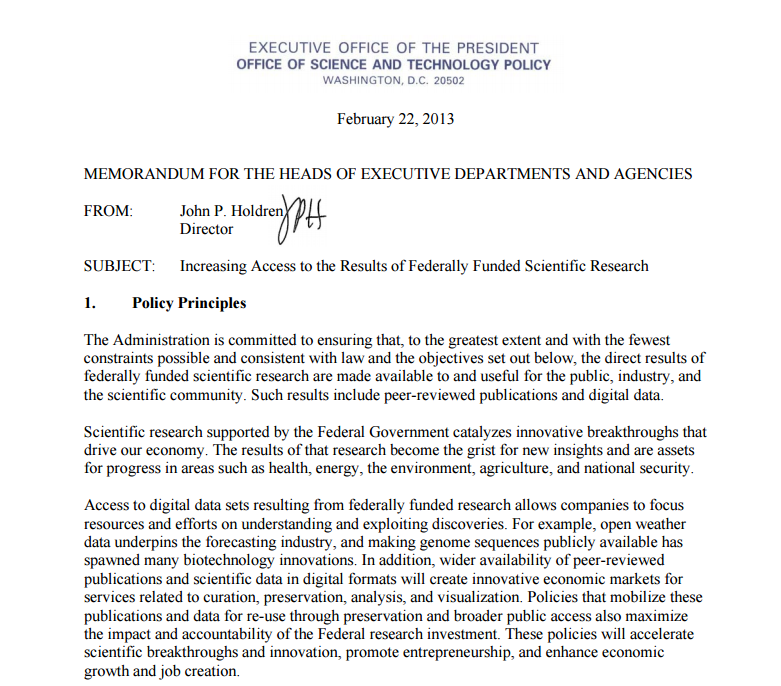 EXECUTIVE OFFICE OF THE PRESIDENT
OFFICE OF SCIENCE AND TECHNOLOGY POLICY
WASHINGTON, D.C. 20502
February 22, 2013
MEMORANDUM FOR THE HEADS OF EXECUTIVE DEPARTMENTS AND AGENCIES
FROM: John P. Holdren JPH
Director
SUBJECT: Increasing Access to the Results of Federally Funded Scientific Research
1. Policy Principles
The Administration is committed to ensuring that, to the greatest extent and with the fewest
constraints possible and consistent with law and the objectives set out below, the direct results of
federally funded scientific research are made available to and useful for the public, industry, and
the scientific community. Such results include peer-reviewed publications and digital data.
Scientific research supported by the Federal Government catalyzes innovative breakthroughs that
drive our economy. The results of that research become the grist for new insights and are assets
for progress in areas such as health, energy, the environment, agriculture, and national security.
Access to digital data sets resulting from federally funded research allows companies to focus
resources and efforts on understanding and exploiting discoveries. For example, open weather
data underpins the forecasting industry, and making genome sequences publicly available has
spawned many biotechnology innovations. In addition, wider availability of peer-reviewed
publications and scientific data in digital formats will create innovative economic markets for
services related to curation, preservation, analysis, and visualization. Policies that mobilize these
publications and data for re-use through preservation and broader public access also maximize
the impact and accountability of the Federal research investment. These policies will accelerate
scientific breakthroughs and innovation, promote entrepreneurship, and enhance economic
growth and job creation.